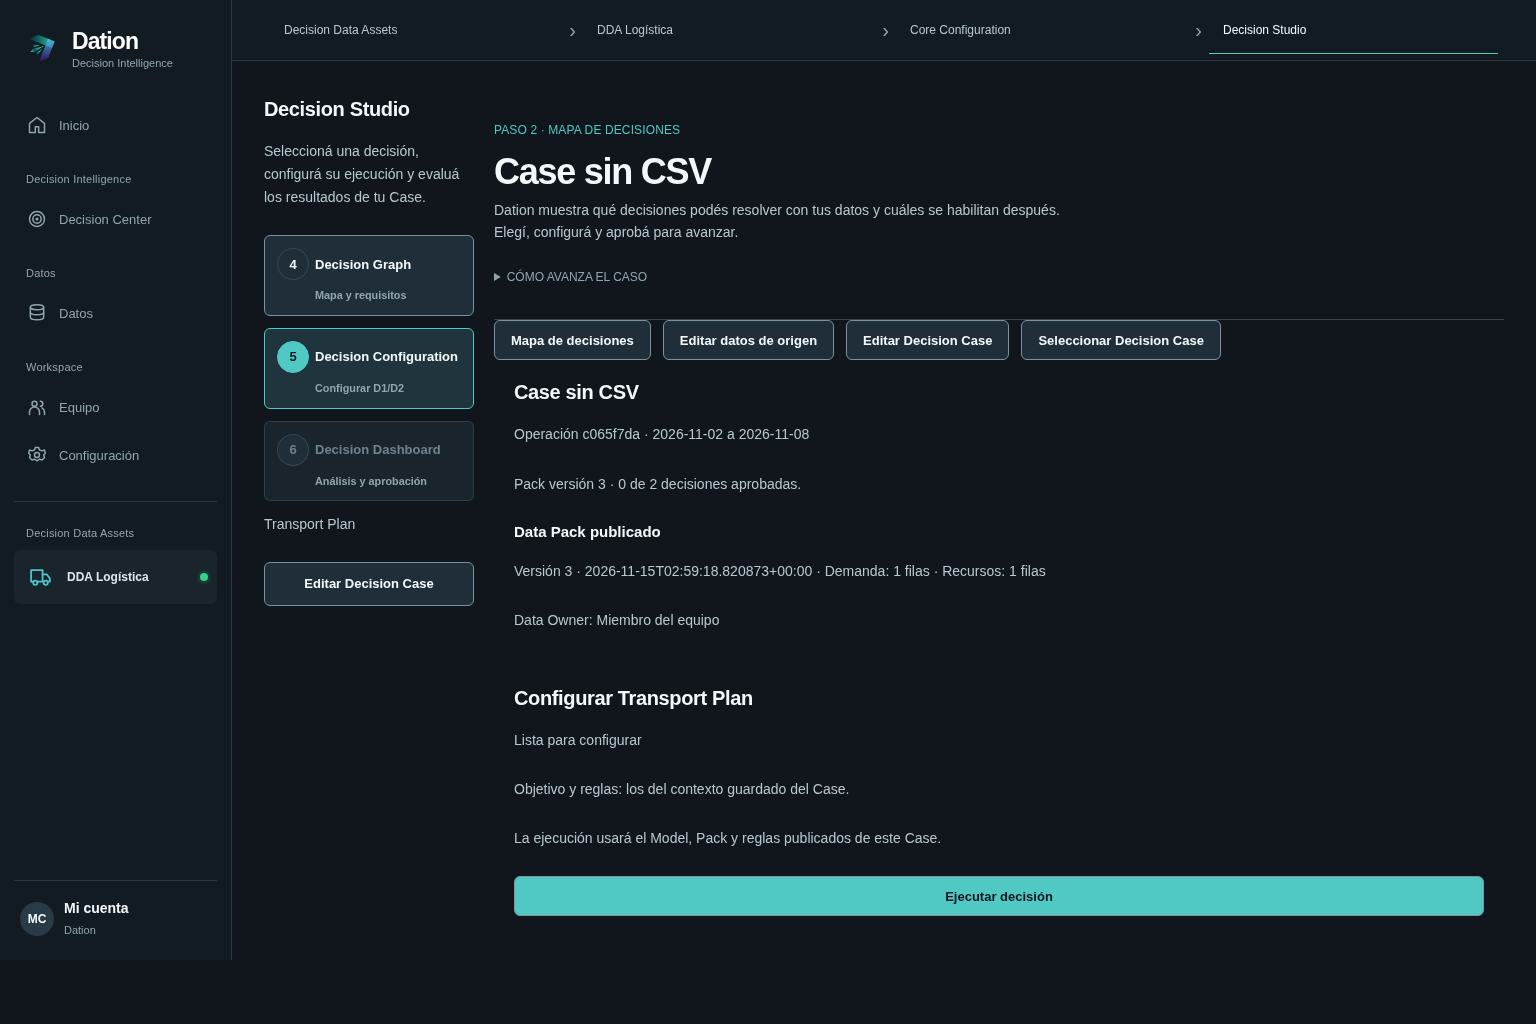 Dation
Decision Intelligence
Inicio
Decision Intelligence
Decision Center
Datos
Datos
Workspace
Equipo
Configuración
Decision Data Assets
DDA Logística
MC
Mi cuenta
Dation
Decision Data Assets
DDA Logística
Core Configuration
Decision Studio
Decision Studio
Seleccioná una decisión,
configurá su ejecución y evaluá
los resultados de tu Case.
4
Decision Graph
Mapa y requisitos
5
Decision Configuration
Configurar D1/D2
6
Decision Dashboard
Análisis y aprobación
Transport Plan
Editar Decision Case
PASO 2 · MAPA DE DECISIONES
Case sin CSV
Dation muestra qué decisiones podés resolver con tus datos y cuáles se habilitan después.
Elegí, configurá y aprobá para avanzar.
CÓMO AVANZA EL CASO
Mapa de decisiones
Editar datos de origen
Editar Decision Case
Seleccionar Decision Case
Case sin CSV
Operación c065f7da · 2026-11-02 a 2026-11-08
Pack versión 3 · 0 de 2 decisiones aprobadas.
Data Pack publicado
Versión 3 · 2026-11-15T02:59:18.820873+00:00 · Demanda: 1 filas · Recursos: 1 filas
Data Owner: Miembro del equipo
Configurar Transport Plan
Lista para configurar
Objetivo y reglas: los del contexto guardado del Case.
La ejecución usará el Model, Pack y reglas publicados de este Case.
Ejecutar decisión